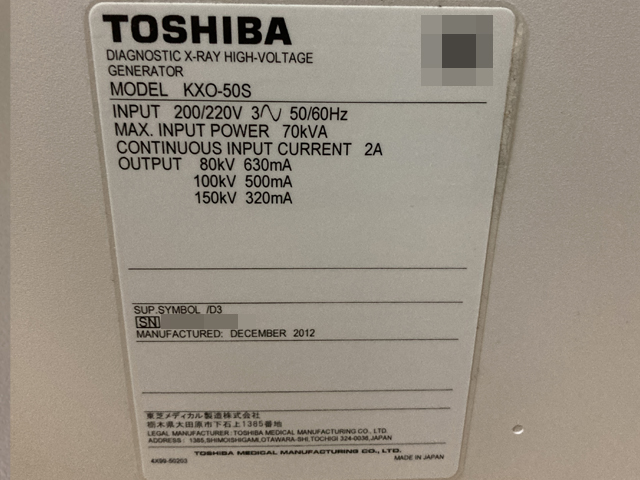 TOSHIBA
DIAGNOSTIC X-RAY HIGH-VOLTAGE
GENERATOR
MODEL KXO-50S
INPUT 200/220V 3∿ 50/60Hz
MAX. INPUT POWER 70kVA
CONTINUOUS INPUT CURRENT 2A
OUTPUT 80kV 630mA
100kV 500mA
150kV 320mA
SUP.SYMBOL /D3
SN
MANUFACTURED: DECEMBER 2012
東芝メディカル製造株式会社
栃木県大田原市下石上1385番地
LEGAL MANUFACTURER : TOSHIBA MEDICAL MANUFACTURING CO., LTD.
ADDRESS : 1385,SHIMOISHIGAMI,OTAWARA-SHI,TOCHIGI 324-0036,JAPAN
TOSHIBA MEDICAL MANUFACTURING CO., LTD.
4X99-50203 MADE IN JAPAN